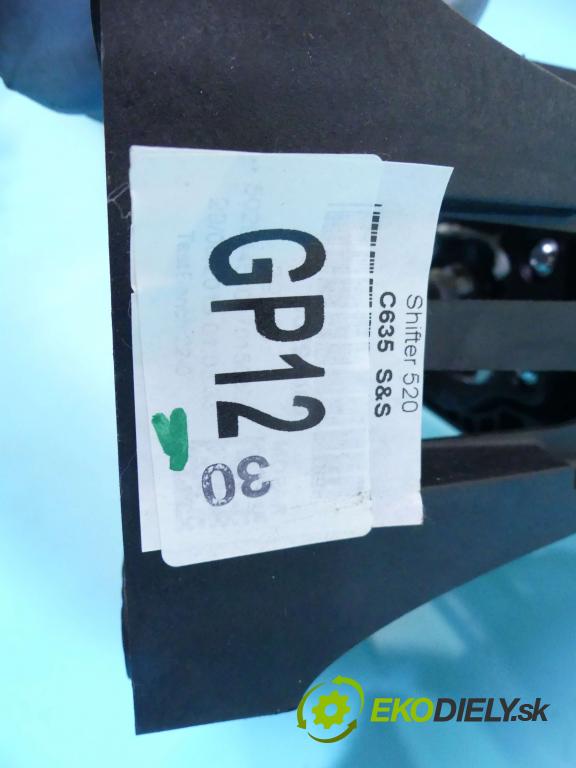 Shifter 520
C635 S&S
GP12
30
EKODIELY.sk